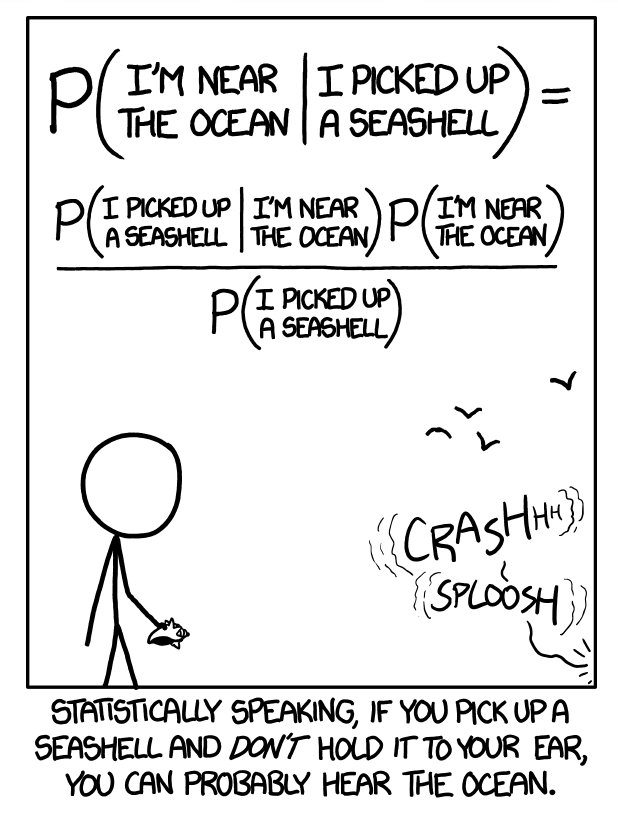 P(I'M NEAR THE OCEAN | I PICKED UP A SEASHELL) =
P(I PICKED UP A SEASHELL | I'M NEAR THE OCEAN) P(I'M NEAR THE OCEAN)
P(I PICKED UP A SEASHELL)
CRASHHH
SPLOOSH
STATISTICALLY SPEAKING, IF YOU PICK UP A
SEASHELL AND DON'T HOLD IT TO YOUR EAR,
YOU CAN PROBABLY HEAR THE OCEAN.